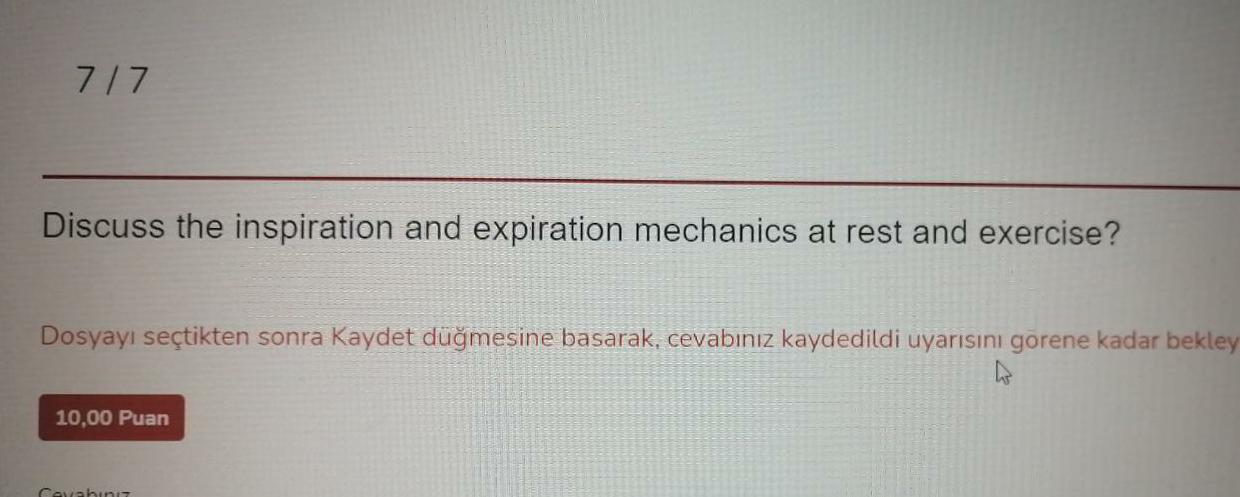 7 / 7
Discuss the inspiration and expiration mechanics at rest and exercise?
Dosyayı seçtikten sonra Kaydet düğmesine basarak, cevabınız kaydedildi uyarısını görene kadar bekley
10,00 Puan
Cevabınız